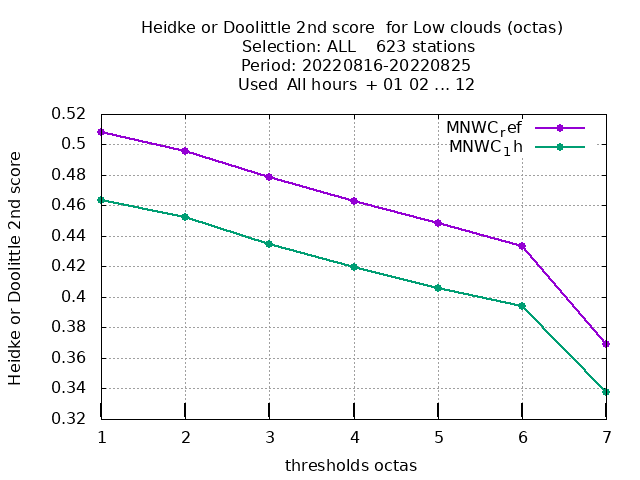 Heidke or Doolittle 2nd score  for Low clouds (octas)
Selection: ALL    623 stations
Period: 20220816-20220825
Used  All hours  + 01 02 ... 12
Heidke or Doolittle 2nd score
0.52
0.5
0.48
0.46
0.44
0.42
0.4
0.38
0.36
0.34
0.32
MNWC_ref
MNWC_1h
1 2 3 4 5 6 7
thresholds octas